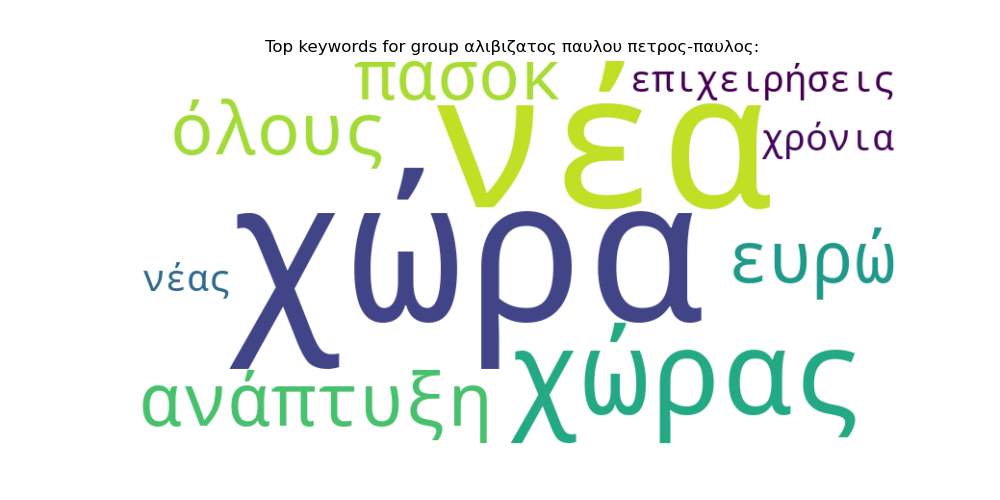 Top keywords for group αλιβιζατος παυλου πετρος-παυλος:
πασοκ
επιχειρήσεις
όλους
νέα
χρόνια
χώρα
ευρώ
νέας
ανάπτυξη
χώρας